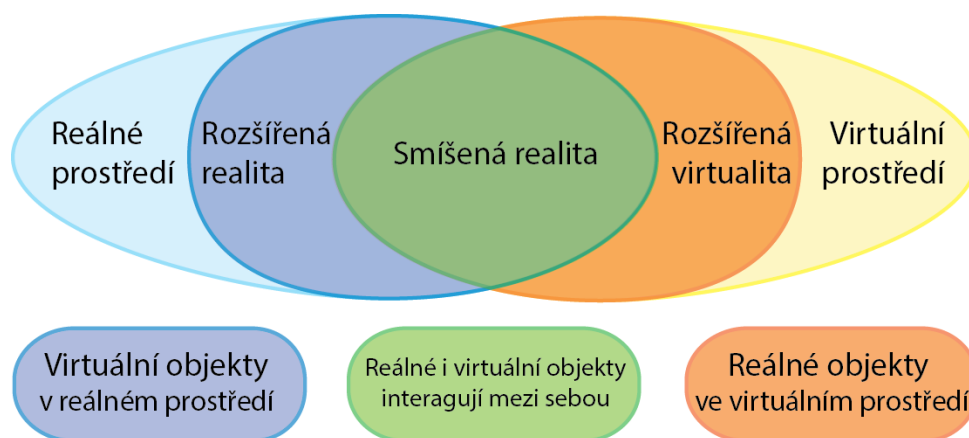 Reálné
prostředí
Rozšířená
realita
Smíšená realita
Rozšířená
virtualita
Virtuální
prostředí
Virtuální objekty
v reálném prostředí
Reálné i virtuální objekty
interagují mezi sebou
Reálné objekty
ve virtuálním prostředí